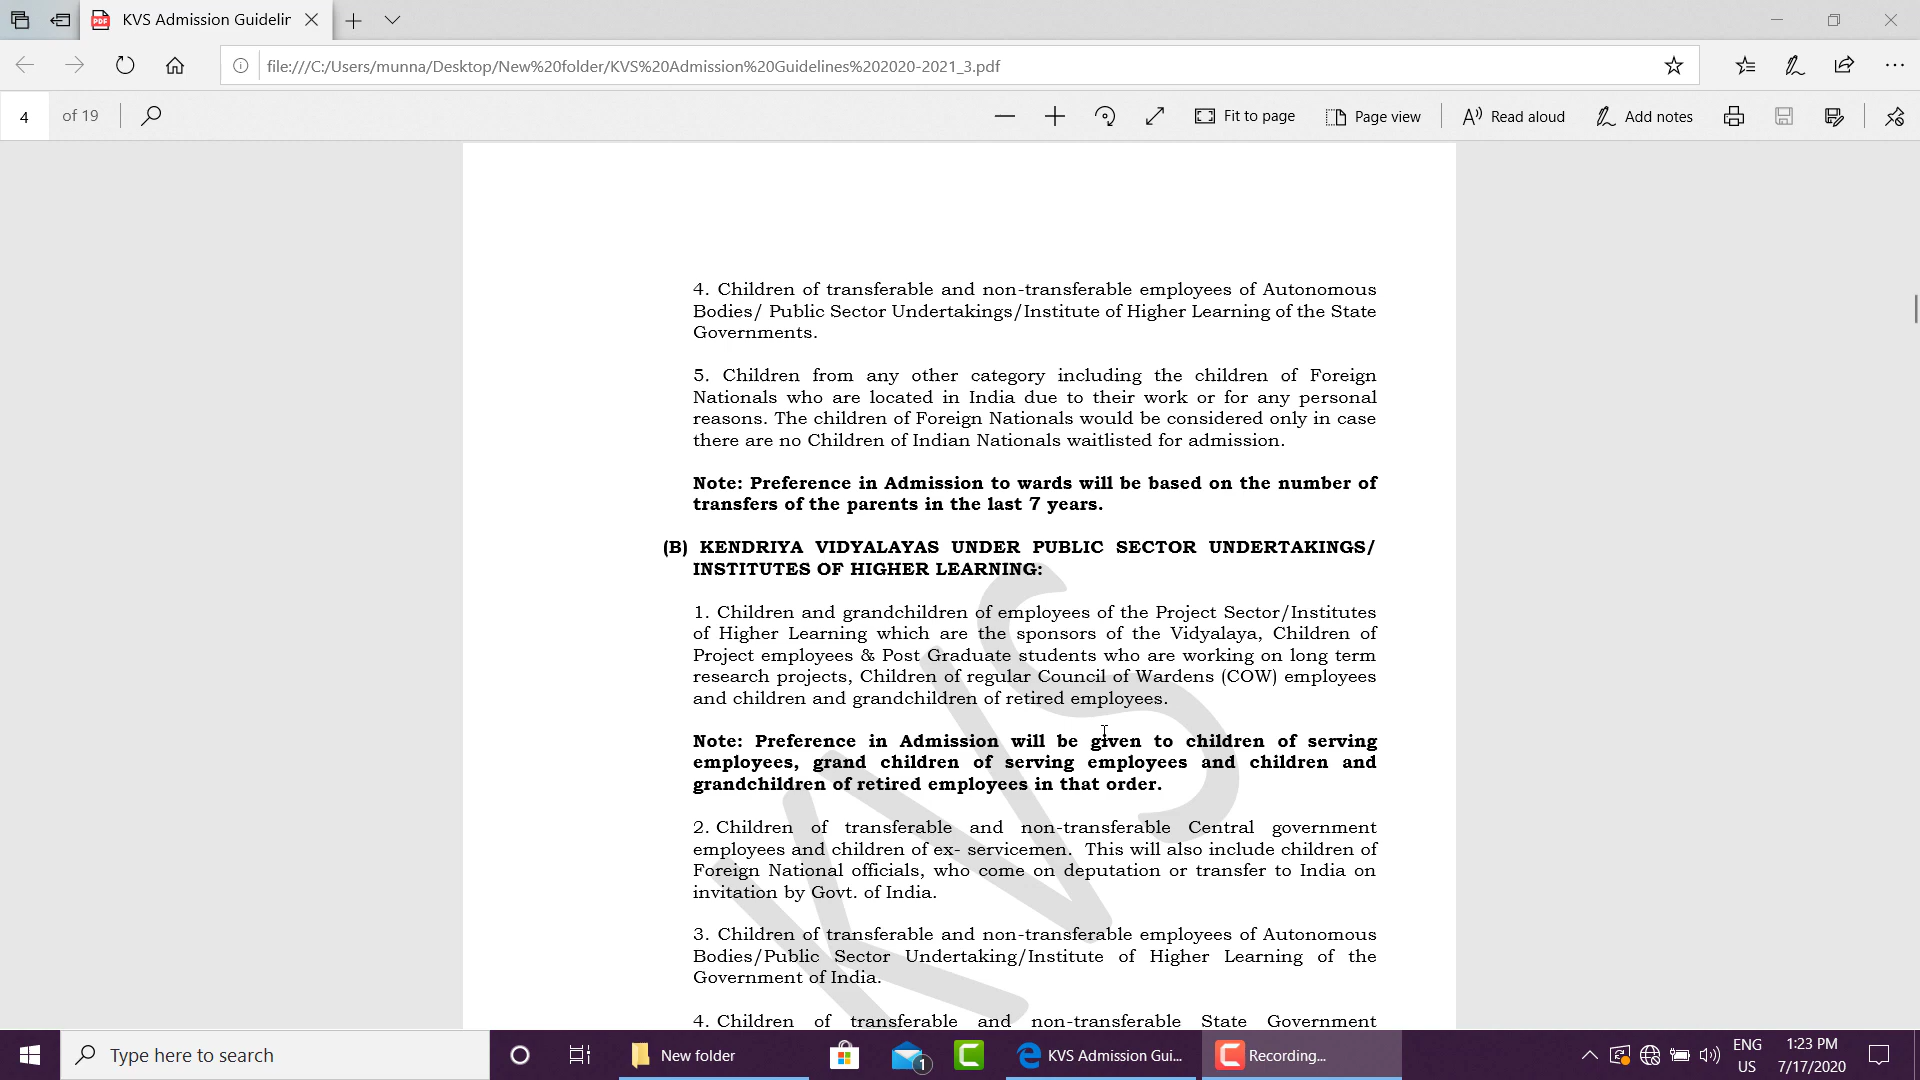 KVS Admission Guidelin
file:///C:/Users/munna/Desktop/New%20folder/KVS%20Admission%20Guidelines%202020-2021_3.pdf
4 of 19
Fit to page
Page view
Read aloud
Add notes
4. Children of transferable and non-transferable employees of Autonomous
Bodies/ Public Sector Undertakings/Institute of Higher Learning of the State
Governments.
5. Children from any other category including the children of Foreign
Nationals who are located in India due to their work or for any personal
reasons. The children of Foreign Nationals would be considered only in case
there are no Children of Indian Nationals waitlisted for admission.
Note: Preference in Admission to wards will be based on the number of
transfers of the parents in the last 7 years.
(B) KENDRIYA VIDYALAYAS UNDER PUBLIC SECTOR UNDERTAKINGS/
INSTITUTES OF HIGHER LEARNING:
1. Children and grandchildren of employees of the Project Sector/Institutes
of Higher Learning which are the sponsors of the Vidyalaya, Children of
Project employees & Post Graduate students who are working on long term
research projects, Children of regular Council of Wardens (COW) employees
and children and grandchildren of retired employees.
Note: Preference in Admission will be given to children of serving
employees, grand children of serving employees and children and
grandchildren of retired employees in that order.
2. Children of transferable and non-transferable Central government
employees and children of ex- servicemen. This will also include children of
Foreign National officials, who come on deputation or transfer to India on
invitation by Govt. of India.
3. Children of transferable and non-transferable employees of Autonomous
Bodies/Public Sector Undertaking/Institute of Higher Learning of the
Government of India.
4. Children of transferable and non-transferable State Government
KVS
Type here to search
New folder
1
KVS Admission Gui...
Recording...
ENG
US
1:23 PM
7/17/2020